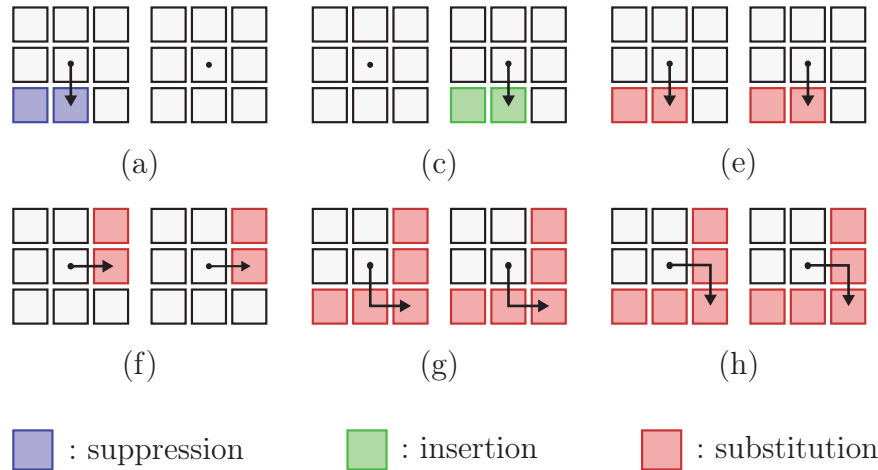 (a) (c) (e)
(f) (g) (h)
: suppression : insertion : substitution